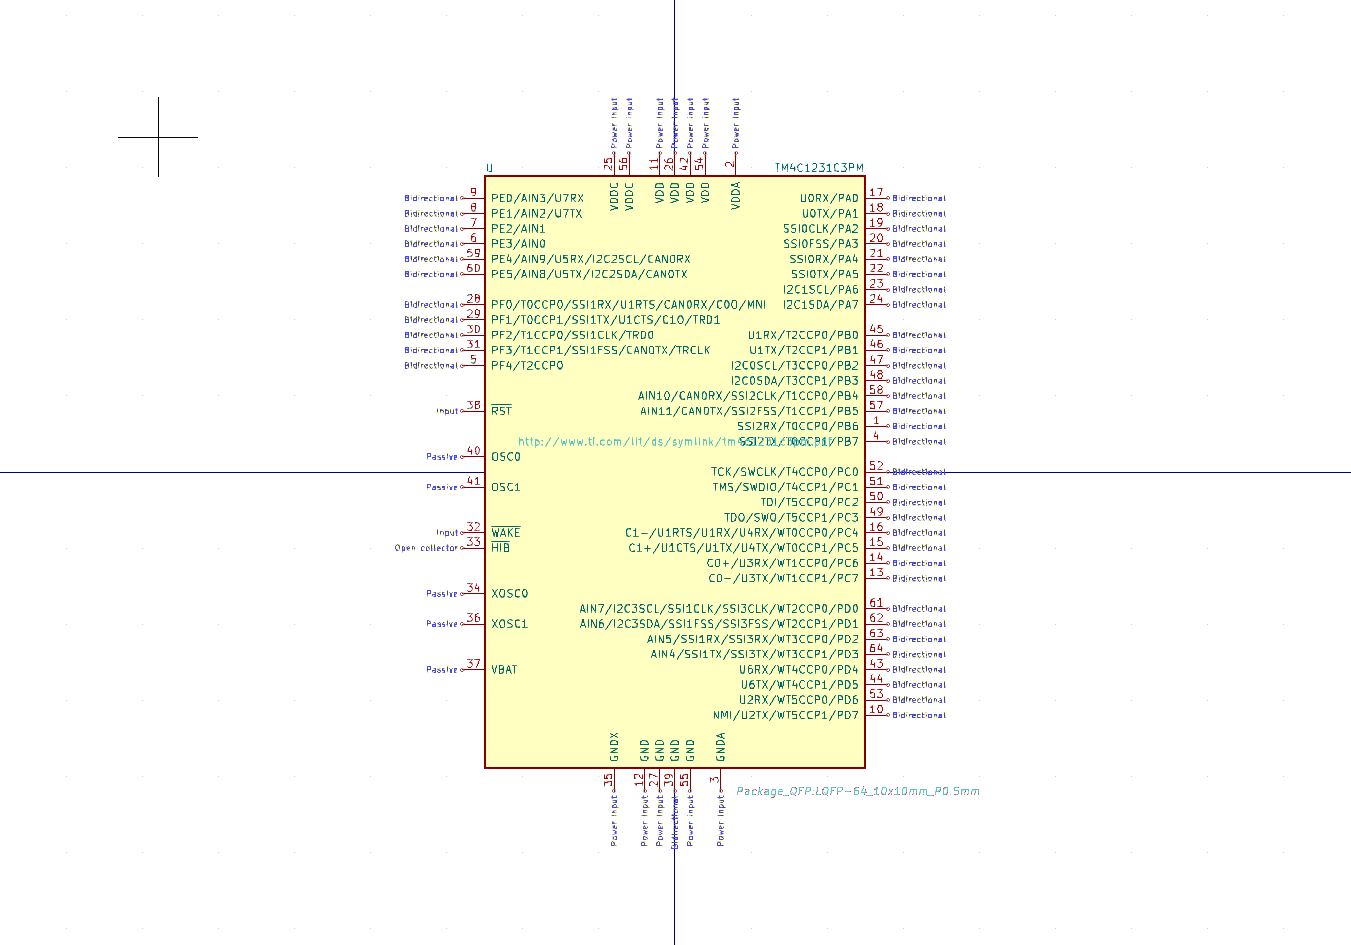 Power Input Power Input Power Input Power Input Power Input Power Input Power Input
25 56 11 26 42 54 2
U TM4C1231C3PM
VDDC VDDC VDD VDD VDD VDD VDDA
Bidirectional 9 PE0/AIN3/U7RX U0RX/PA0 17 Bidirectional
Bidirectional 8 PE1/AIN2/U7TX U0TX/PA1 18 Bidirectional
Bidirectional 7 PE2/AIN1 SSI0CLK/PA2 19 Bidirectional
Bidirectional 6 PE3/AIN0 SSI0FSS/PA3 20 Bidirectional
Bidirectional 59 PE4/AIN9/U5RX/I2C2SCL/CAN0RX SSI0RX/PA4 21 Bidirectional
Bidirectional 60 PE5/AIN8/U5TX/I2C2SDA/CAN0TX SSI0TX/PA5 22 Bidirectional
I2C1SCL/PA6 23 Bidirectional
Bidirectional 28 PF0/T0CCP0/SSI1RX/U1RTS/CAN0RX/C0O/MNI I2C1SDA/PA7 24 Bidirectional
Bidirectional 29 PF1/T0CCP1/SSI1TX/U1CTS/C1O/TRD1
Bidirectional 30 PF2/T1CCP0/SSI1CLK/TRD0 U1RX/T2CCP0/PB0 45 Bidirectional
Bidirectional 31 PF3/T1CCP1/SSI1FSS/CAN0TX/TRCLK U1TX/T2CCP1/PB1 46 Bidirectional
Bidirectional 5 PF4/T2CCP0 I2C0SCL/T3CCP0/PB2 47 Bidirectional
I2C0SDA/T3CCP1/PB3 48 Bidirectional
AIN10/CAN0RX/SSI2CLK/T1CCP0/PB4 58 Bidirectional
Input 38 RST AIN11/CAN0TX/SSI2FSS/T1CCP1/PB5 57 Bidirectional
SSI2RX/T0CCP0/PB6 1 Bidirectional
http://www.ti.com/lit/ds/symlink/ SSI2TX/T0CCP1/PB7 4 Bidirectional
Passive 40 OSC0
TCK/SWCLK/T4CCP0/PC0 52 Bidirectional
Passive 41 OSC1 TMS/SWDIO/T4CCP1/PC1 51 Bidirectional
TDI/T5CCP0/PC2 50 Bidirectional
TDO/SWO/T5CCP1/PC3 49 Bidirectional
Input 32 WAKE C1-/U1RTS/U1RX/U4RX/WT0CCP0/PC4 16 Bidirectional
Open collector 33 HIB C1+/U1CTS/U1TX/U4TX/WT0CCP1/PC5 15 Bidirectional
C0+/U3RX/WT1CCP0/PC6 14 Bidirectional
C0-/U3TX/WT1CCP1/PC7 13 Bidirectional
Passive 34 XOSC0
AIN7/I2C3SCL/SSI1CLK/SSI3CLK/WT2CCP0/PD0 61 Bidirectional
Passive 36 XOSC1 AIN6/I2C3SDA/SSI1FSS/SSI3FSS/WT2CCP1/PD1 62 Bidirectional
AIN5/SSI1RX/SSI3RX/WT3CCP0/PD2 63 Bidirectional
AIN4/SSI1TX/SSI3TX/WT3CCP1/PD3 64 Bidirectional
Passive 37 VBAT U6RX/WT4CCP0/PD4 43 Bidirectional
U6TX/WT4CCP1/PD5 44 Bidirectional
U2RX/WT5CCP0/PD6 53 Bidirectional
NMI/U2TX/WT5CCP1/PD7 10 Bidirectional
GNDX GND GND GND GND GNDA
35 12 27 39 55 3
Package_QFP:LQFP-64_10x10mm_P0.5mm
Power Input Power Input Power Input Bidirectional Power Input Power Input